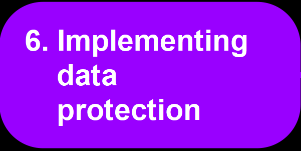 6. Implementing
data
protection